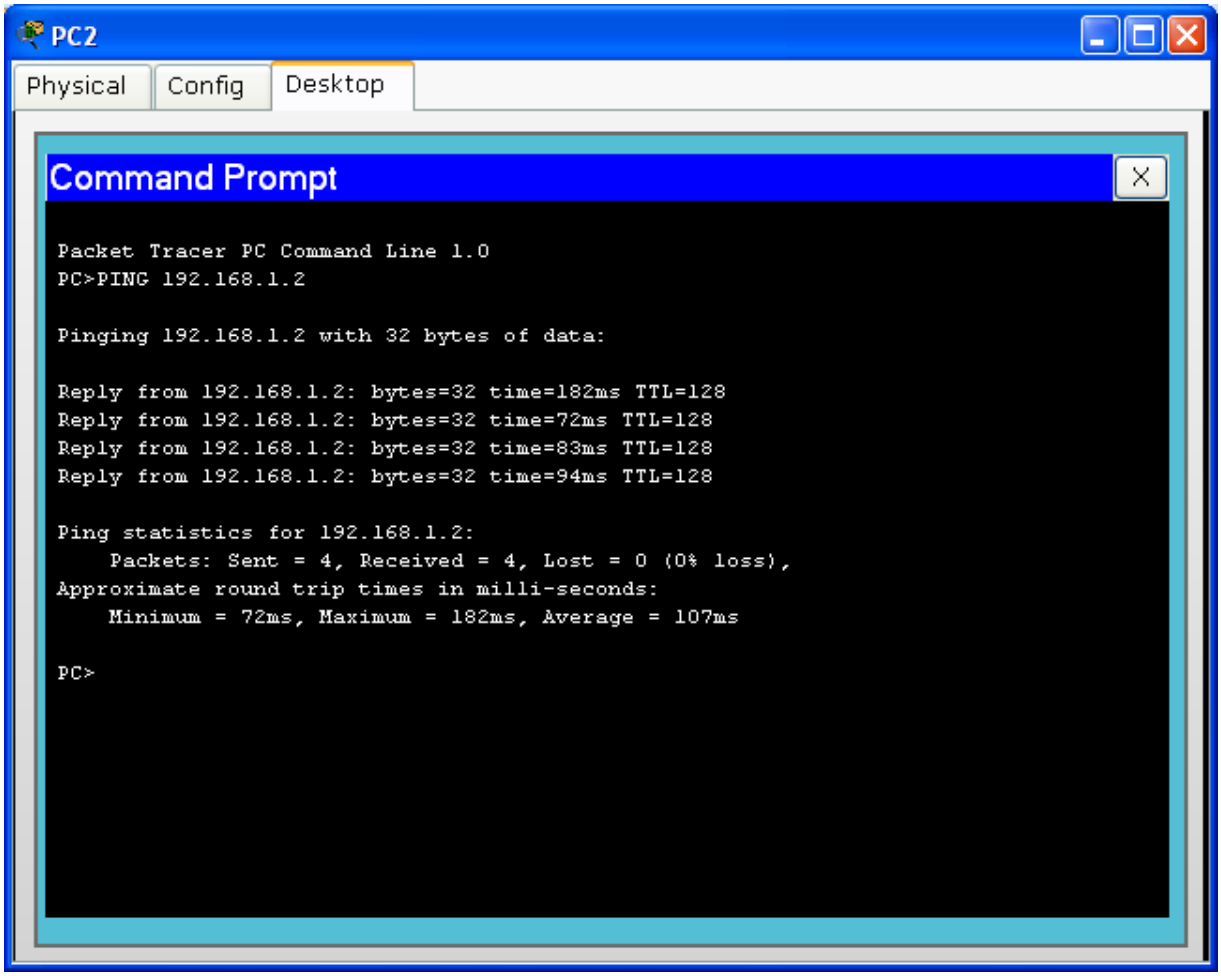 PC2
Physical Config Desktop
Command Prompt X
Packet Tracer PC Command Line 1.0
PC>PING 192.168.1.2
Pinging 192.168.1.2 with 32 bytes of data:
Reply from 192.168.1.2: bytes=32 time=182ms TTL=128
Reply from 192.168.1.2: bytes=32 time=72ms TTL=128
Reply from 192.168.1.2: bytes=32 time=83ms TTL=128
Reply from 192.168.1.2: bytes=32 time=94ms TTL=128
Ping statistics for 192.168.1.2:
    Packets: Sent = 4, Received = 4, Lost = 0 (0% loss),
Approximate round trip times in milli-seconds:
    Minimum = 72ms, Maximum = 182ms, Average = 107ms
PC>